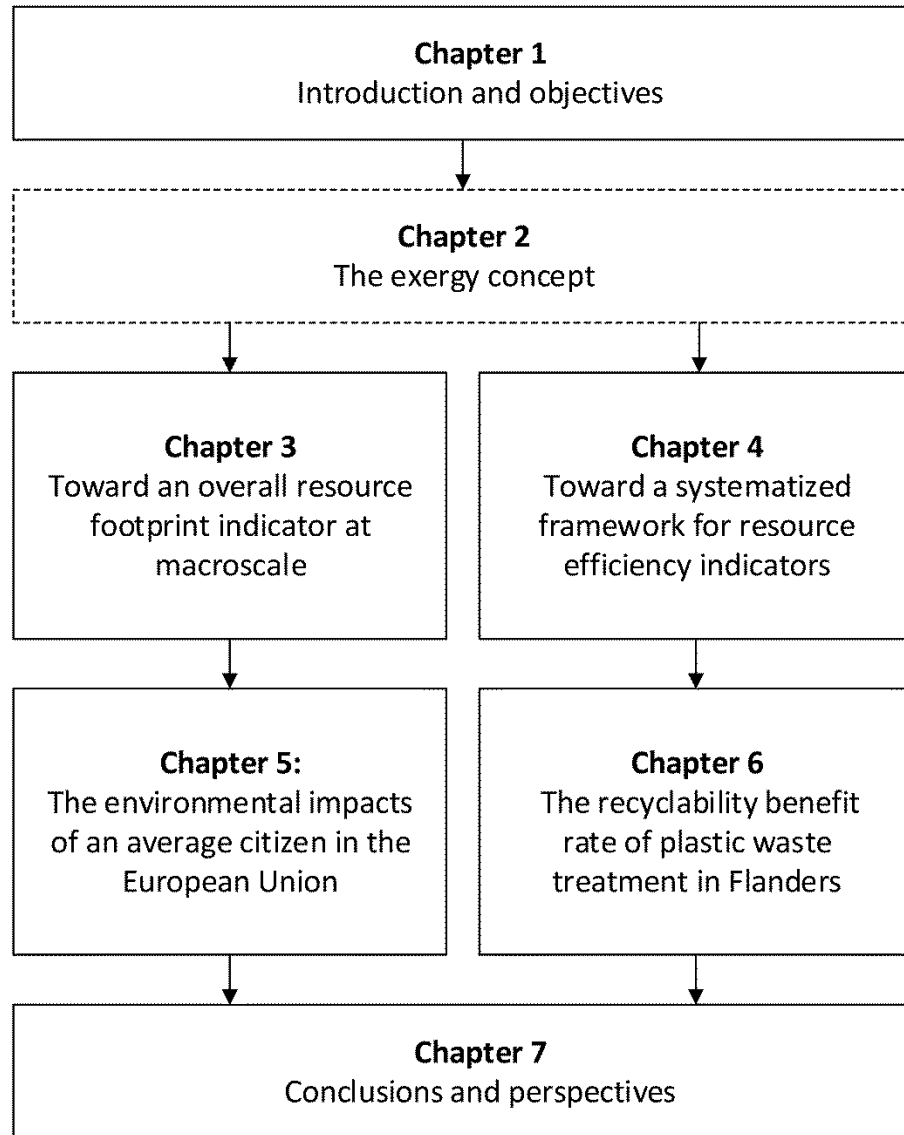 Chapter 1
Introduction and objectives
Chapter 2
The exergy concept
Chapter 3
Toward an overall resource
footprint indicator at
macroscale
Chapter 4
Toward a systematized
framework for resource
efficiency indicators
Chapter 5:
The environmental impacts
of an average citizen in the
European Union
Chapter 6
The recyclability benefit
rate of plastic waste
treatment in Flanders
Chapter 7
Conclusions and perspectives